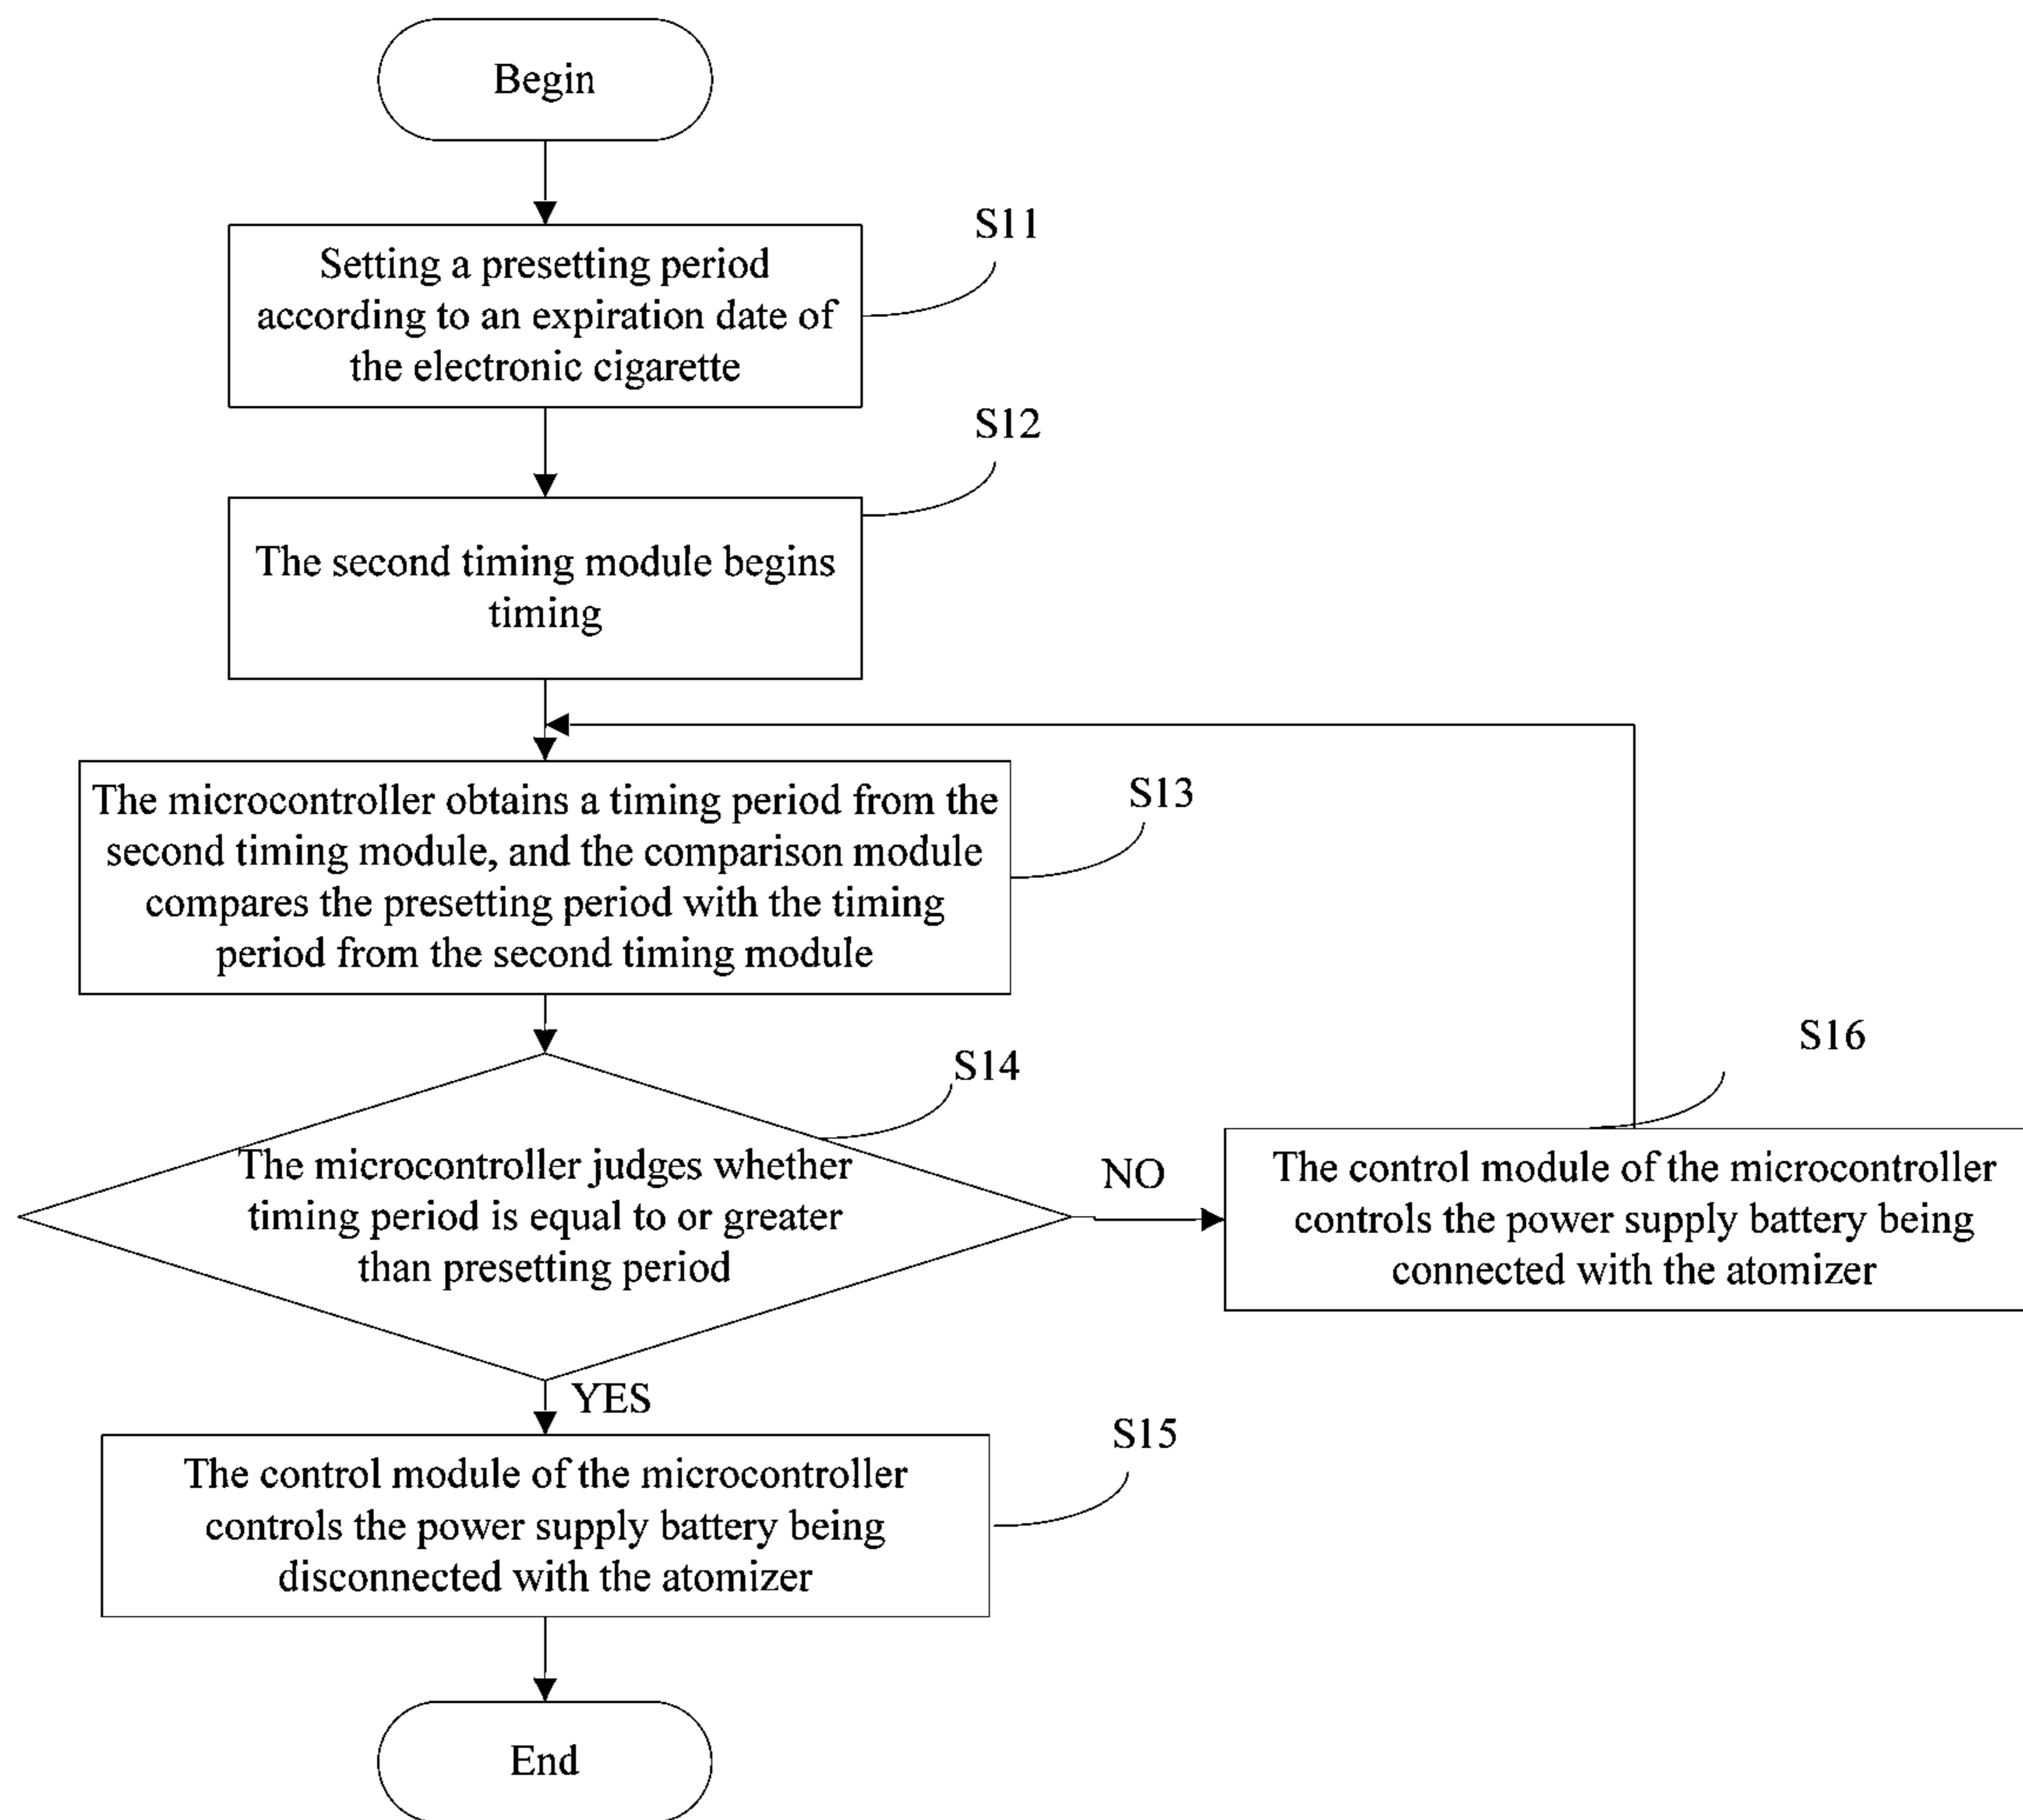 Begin
S11
Setting a presetting period
according to an expiration date of
the electronic cigarette
S12
The second timing module begins
timing
S13
The microcontroller obtains a timing period from the
second timing module, and the comparison module
compares the presetting period with the timing
period from the second timing module
S14
The microcontroller judges whether
timing period is equal to or greater
than presetting period
NO
S16
The control module of the microcontroller
controls the power supply battery being
connected with the atomizer
YES
S15
The control module of the microcontroller
controls the power supply battery being
disconnected with the atomizer
End